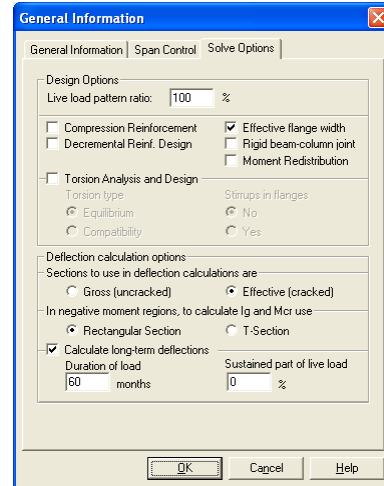 General Information
General Information Span Control Solve Options
Design Options
Live load pattern ratio: 100 %
Compression Reinforcement Effective flange width
Decremental Reinf. Design Rigid beam-column joint
Moment Redistribution
Torsion Analysis and Design
Torsion type Stirrups in flanges
Equilibrium No
Compatibility Yes
Deflection calculation options
Sections to use in deflection calculations are
Gross (uncracked) Effective (cracked)
In negative moment regions, to calculate Ig and Mcr use
Rectangular Section T-Section
Calculate long-term deflections
Duration of load Sustained part of live load
60 months 0 %
OK Cancel Help